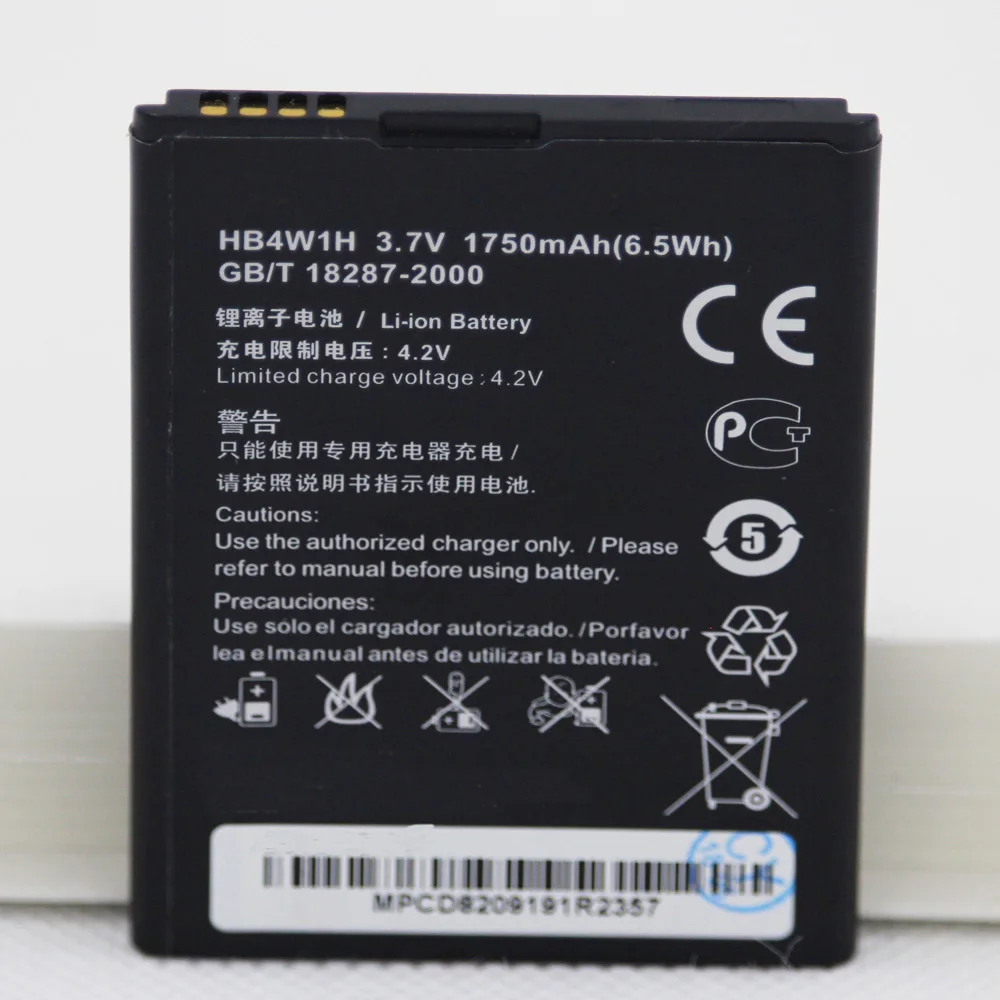 HB4W1H 3.7V 1750mAh(6.5Wh)
GB/T 18287-2000
锂离子电池 / Li-ion Battery
充电限制电压：4.2V
Limited charge voltage : 4.2V
CE
警告
只能使用专用充电器充电 /
请按照说明书指示使用电池.
PCT
Cautions:
Use the authorized charger only. / Please
refer to manual before using battery.
5
Precauciones:
Use sólo el cargador autorizado. /Porfavor
lea el manual antes de utilizar la bateria.
MPCD8209191R2357